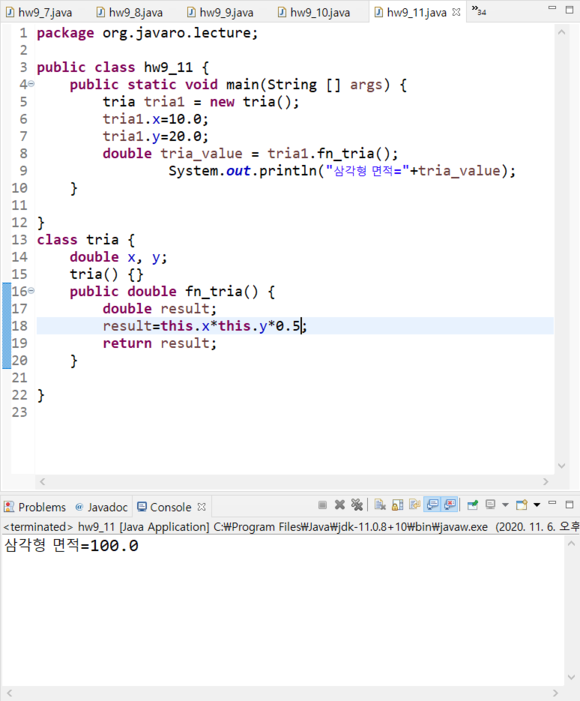 hw9_7.java hw9_8.java hw9_9.java hw9_10.java hw9_11.java »34
1 package org.javaro.lecture;
2
3 public class hw9_11 {
4 public static void main(String [] args) {
5 tria tria1 = new tria();
6 tria1.x=10.0;
7 tria1.y=20.0;
8 double tria_value = tria1.fn_tria();
9 System.out.println("삼각형 면적="+tria_value);
10 }
11
12 }
13 class tria {
14 double x, y;
15 tria() {}
16 public double fn_tria() {
17 double result;
18 result=this.x*this.y*0.5;
19 return result;
20 }
21
22 }
23
Problems Javadoc Console
<terminated> hw9_11 [Java Application] C:₩Program Files₩Java₩jdk-11.0.8+10₩bin₩javaw.exe (2020. 11. 6. 오후
삼각형 면적=100.0